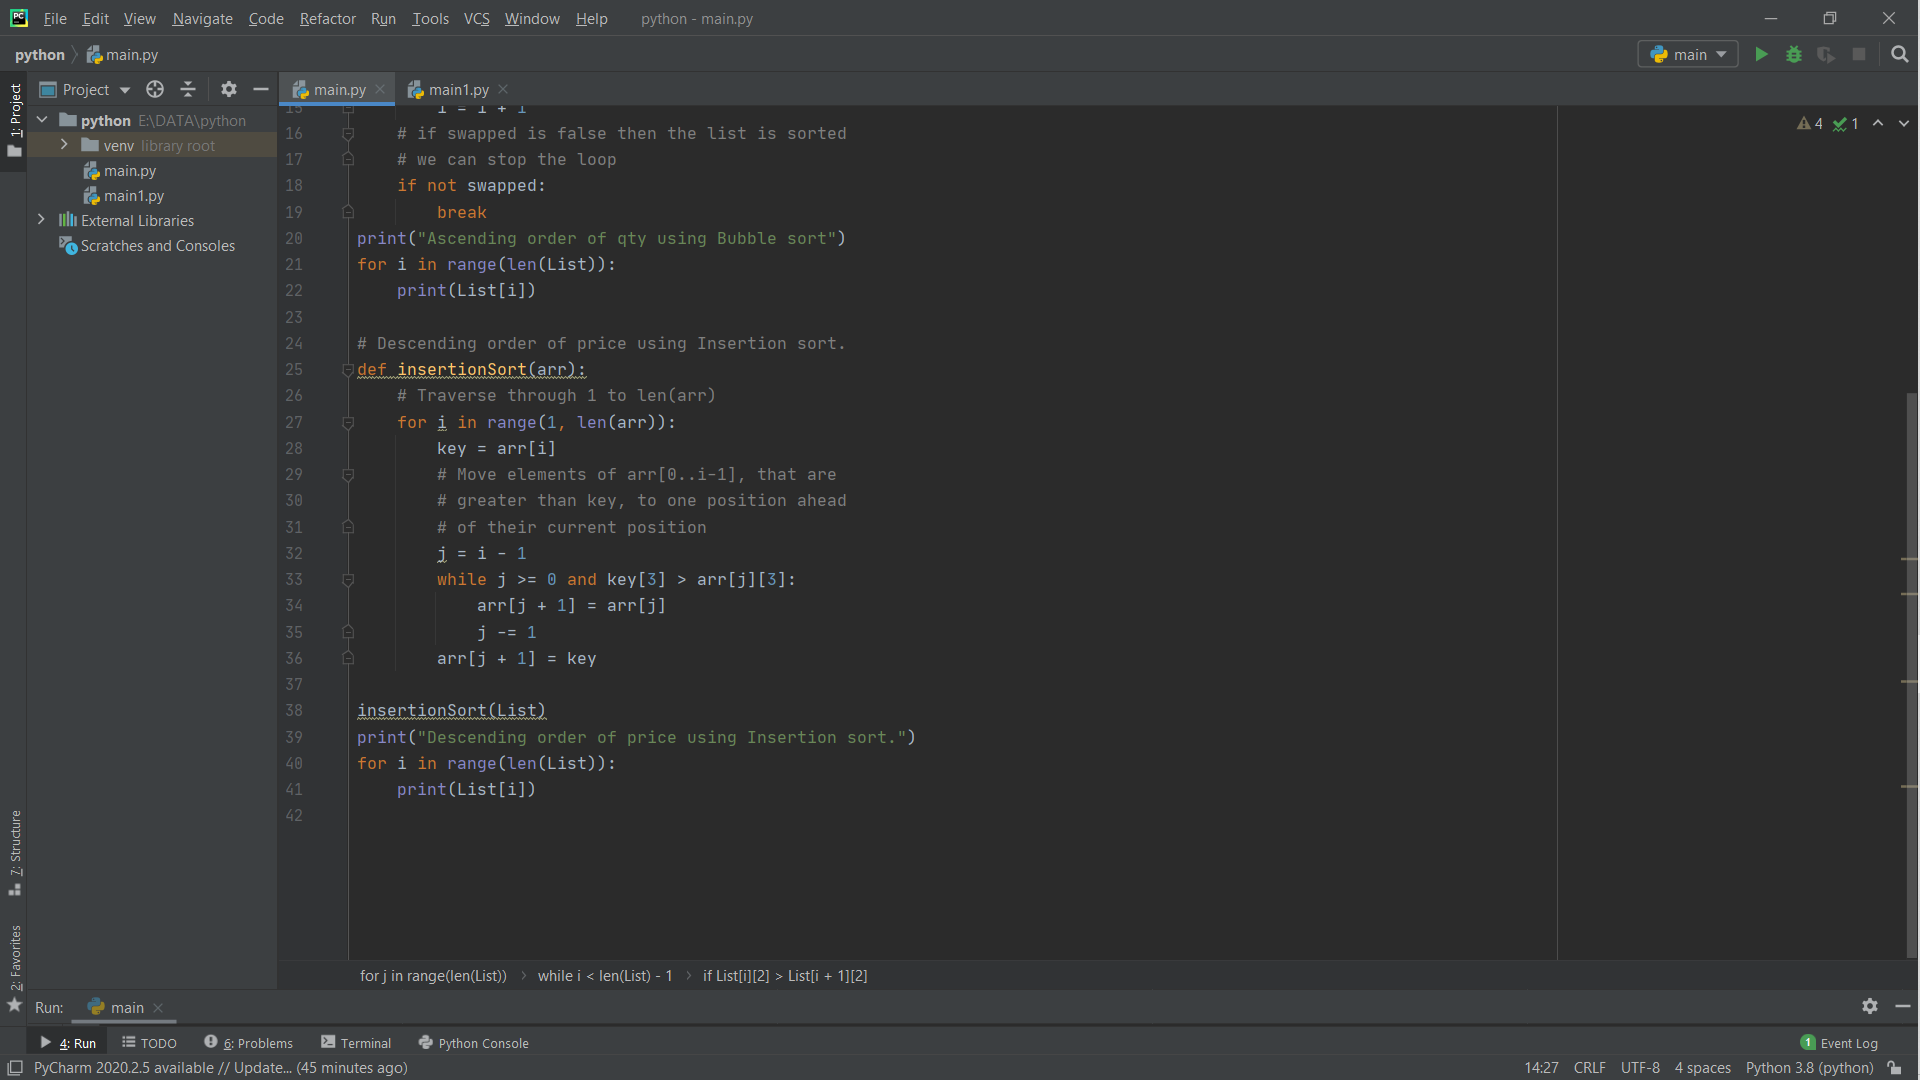 File Edit View Navigate Code Refactor Run Tools VCS Window Help python - main.py
python main.py
main
1: Project
Project
main.py
main1.py
python E:\DATA\python
venv library root
main.py
main1.py
External Libraries
Scratches and Consoles
4 1
15 i = i + 1
16 # if swapped is false then the list is sorted
17 # we can stop the loop
18 if not swapped:
19 break
20 print("Ascending order of qty using Bubble sort")
21 for i in range(len(List)):
22 print(List[i])
23
24 # Descending order of price using Insertion sort.
25 def insertionSort(arr):
26 # Traverse through 1 to len(arr)
27 for i in range(1, len(arr)):
28 key = arr[i]
29 # Move elements of arr[0..i-1], that are
30 # greater than key, to one position ahead
31 # of their current position
32 j = i - 1
33 while j >= 0 and key[3] > arr[j][3]:
34 arr[j + 1] = arr[j]
35 j -= 1
36 arr[j + 1] = key
37
38 insertionSort(List)
39 print("Descending order of price using Insertion sort.")
40 for i in range(len(List)):
41 print(List[i])
42
7: Structure
2: Favorites
for j in range(len(List)) while i < len(List) - 1 if List[i][2] > List[i + 1][2]
Run: main
4: Run TODO 6: Problems Terminal Python Console 1 Event Log
PyCharm 2020.2.5 available // Update... (45 minutes ago) 14:27 CRLF UTF-8 4 spaces Python 3.8 (python)